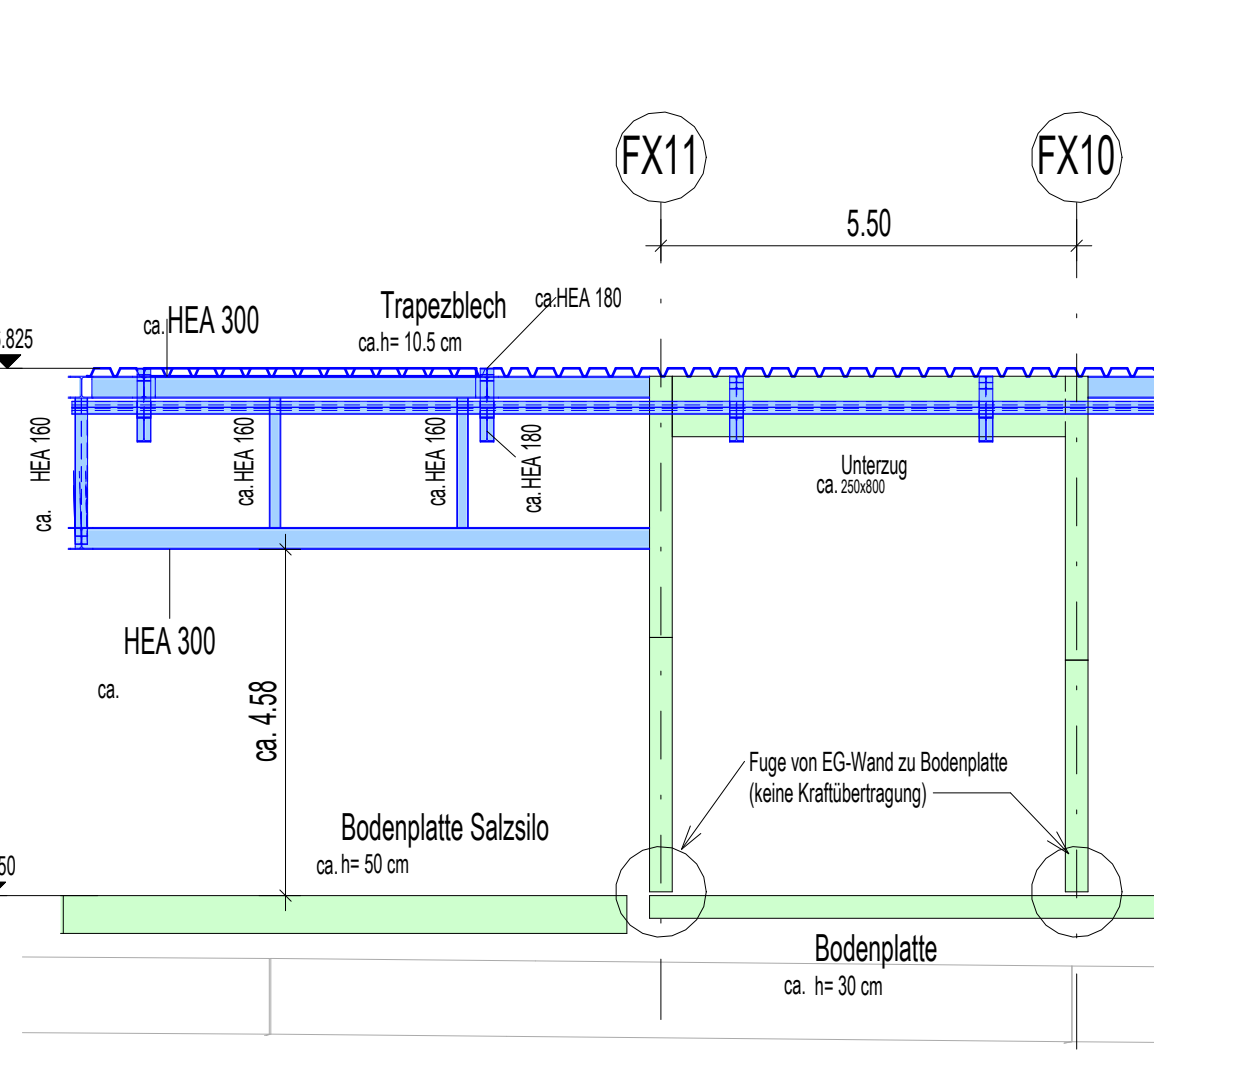 FX11
FX10
5.50
Trapezblech
ca.HEA 180
ca.HEA 300
ca.h= 10.5 cm
.825
HEA 160
ca.
ca.HEA 160
ca.HEA 160
ca.HEA 180
Unterzug
ca. 250x800
HEA 300
ca.
ca. 4.58
Fuge von EG-Wand zu Bodenplatte
(keine Kraftübertragung)
Bodenplatte Salzsilo
ca. h= 50 cm
50
Bodenplatte
ca. h= 30 cm